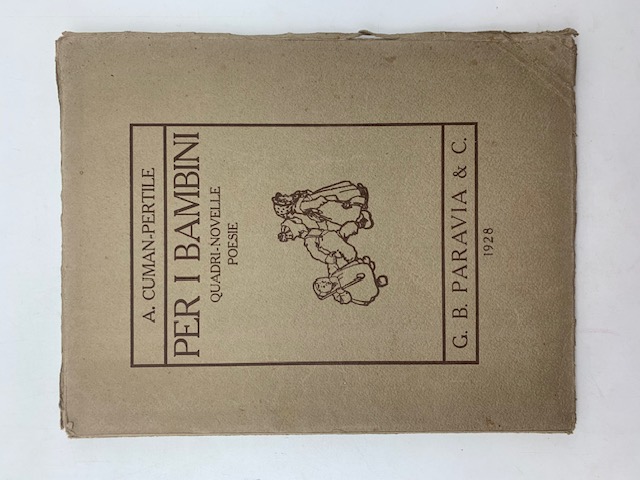 A. CUMAN-PERTILE
PER I BAMBINI
QUADRI-NOVELLE
POESIE
G. B. PARAVIA & C.
1928